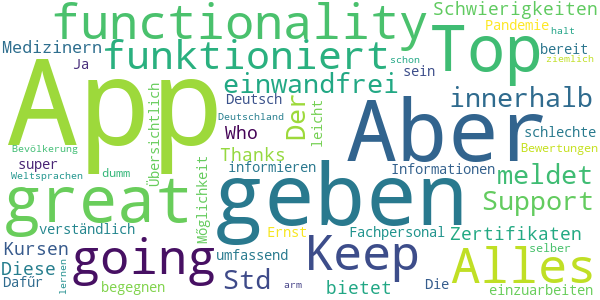 functionality
Schwierigkeiten
Pandemie
halt
Medizinern
funktioniert
Top
bereit
ziemlich
Ja
schon
sein
App
Übersichtlich
einwandfrei
innerhalb
Deutsch
Der
leicht
Aber
Deutschland
Who
schlechte
Bevölkerung
super
Thanks
Bewertungen
Weltsprachen
dumm
informieren
Informationen
meldet
great
Möglichkeit
geben
Support
verständlich
Ernst
Fachpersonal
Zertifikaten
Kursen
going
umfassend
Keep
Alles
selber
Diese
lernen
Std
Die
Dafür
begegnen
arm
bietet
einzuarbeiten